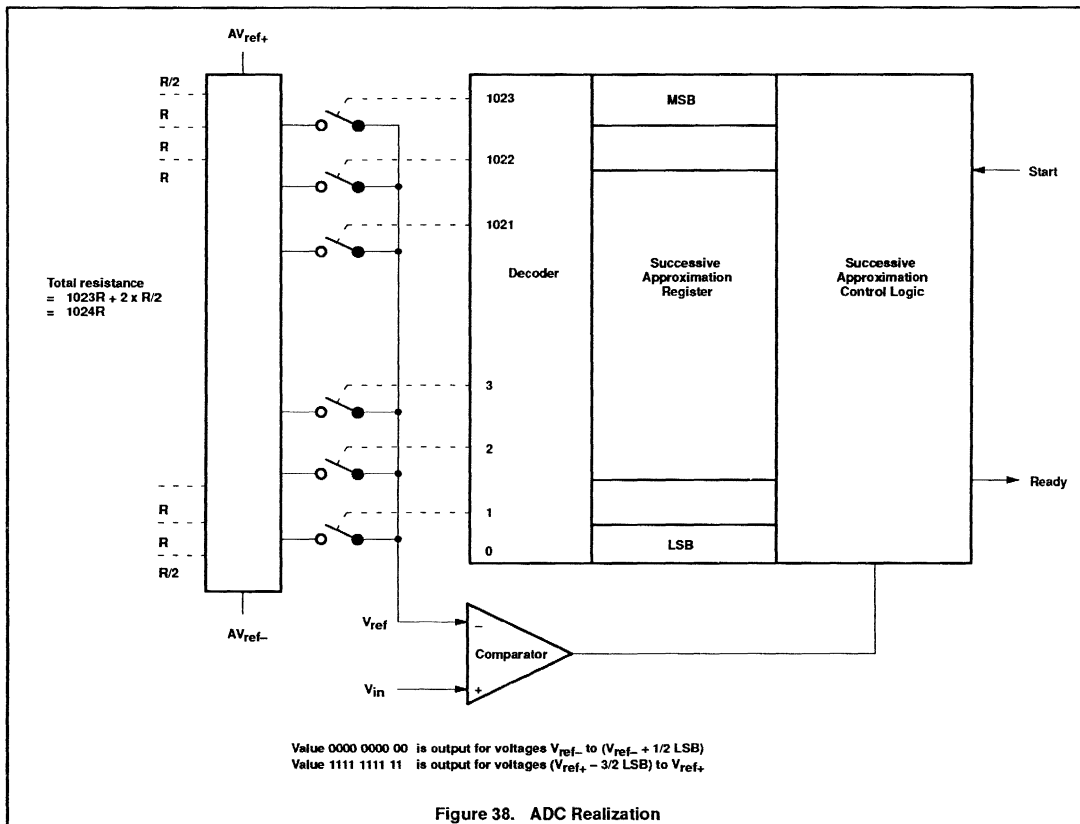 AVref+
R/2
R
R
R
1023
1022
1021
3
2
1
0
MSB
LSB
Decoder
Successive
Approximation
Register
Successive
Approximation
Control Logic
Start
Ready
Total resistance
= 1023R + 2 x R/2
= 1024R
R
R
R/2
AVref–
Vref
Vin
–
+
Comparator
Value 0000 0000 00 is output for voltages Vref– to (Vref– + 1/2 LSB)
Value 1111 1111 11 is output for voltages (Vref+ – 3/2 LSB) to Vref+
Figure 38. ADC Realization